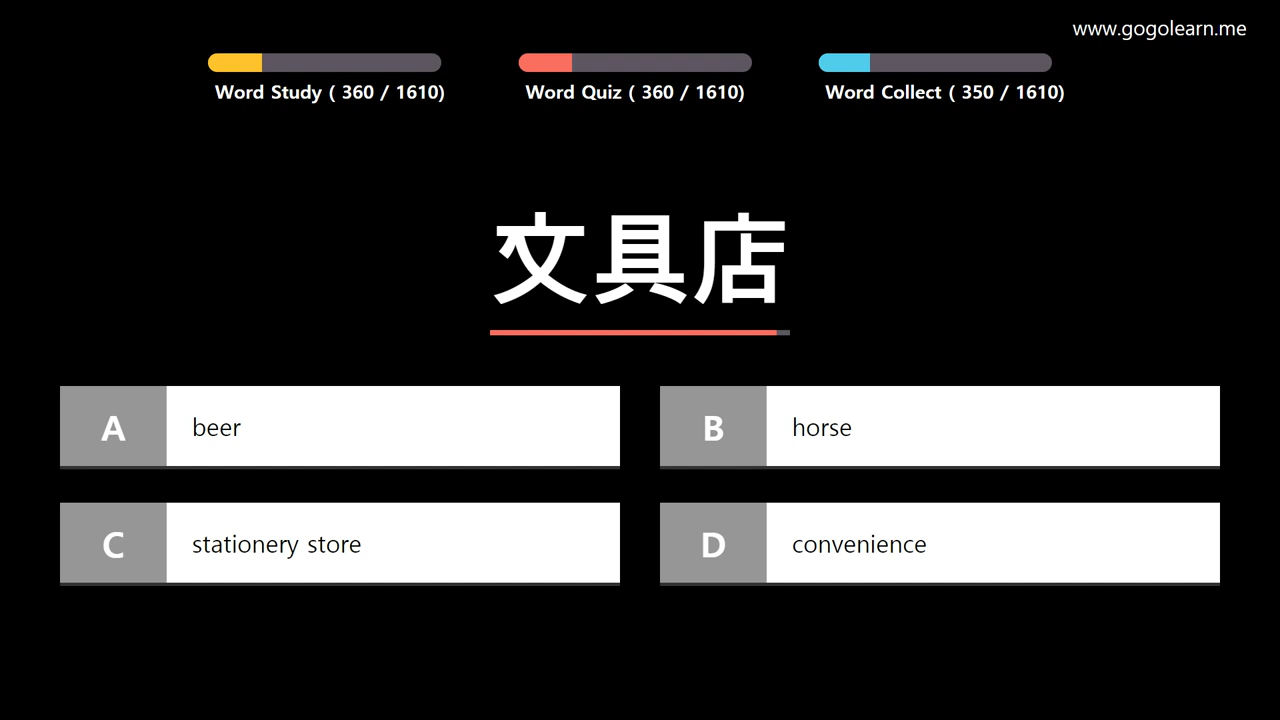 www.gogolearn.me
Word Study ( 360 / 1610)
Word Quiz ( 360 / 1610)
Word Collect ( 350 / 1610)
文具店
A beer
B horse
C stationery store
D convenience